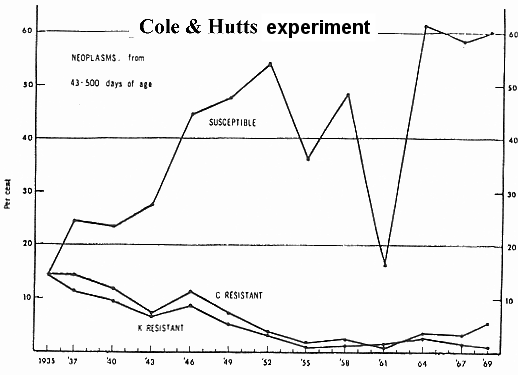 Cole & Hutts experiment
NEOPLASMS. from
43-500 days of age
SUSCEPTIBLE
C RESISTANT
K RESISTANT
Per cent
60
50
40
30
20
10
60
50
40
30
20
10
1935 '37 '40 '43 '46 '49 '52 '55 '58 '61 '64 '67 '69